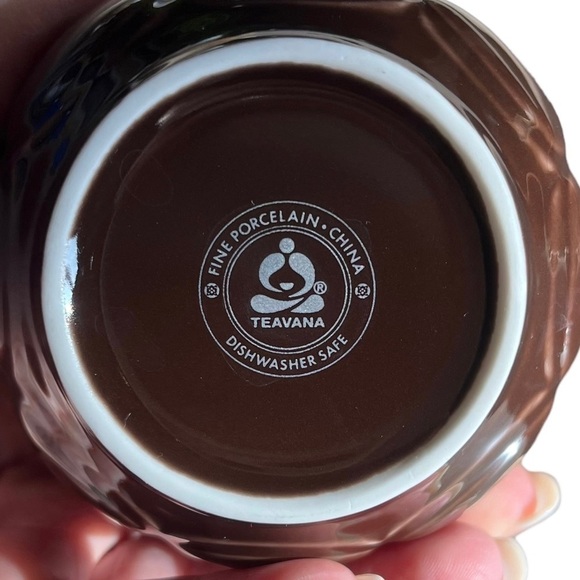 FINE PORCELAIN • CHINA
®
TEAVANA
DISHWASHER SAFE